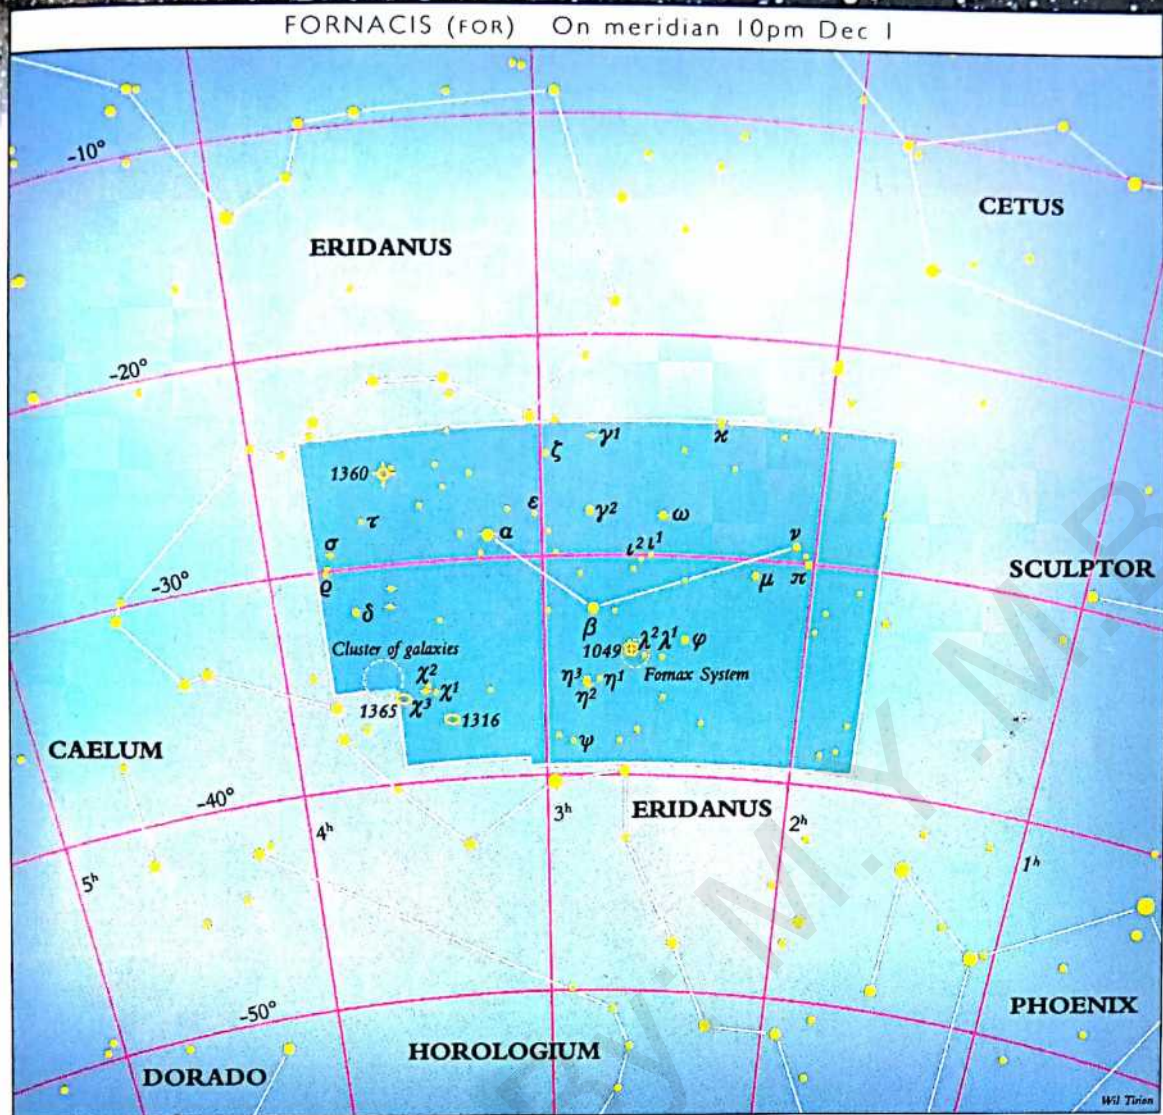 FORNACIS (FOR) On meridian 10pm Dec 1
-10°
CETUS
ERIDANUS
-20°
ζ γ1 ϰ
1360
ε γ2 ω
τ α
σ ι2 ι1 ν
-30° ϱ μ π SCULPTOR
δ
β
Cluster of galaxies 1049 λ2 λ1 φ
χ2 η3 η1 Fornax System
1365 χ3 χ1 η2
1316
ψ
CAELUM
-40° 3h ERIDANUS
4h 2h
5h 1h
-50° PHOENIX
HOROLOGIUM
DORADO
Wil Tirion
BY: M.Y.M.B